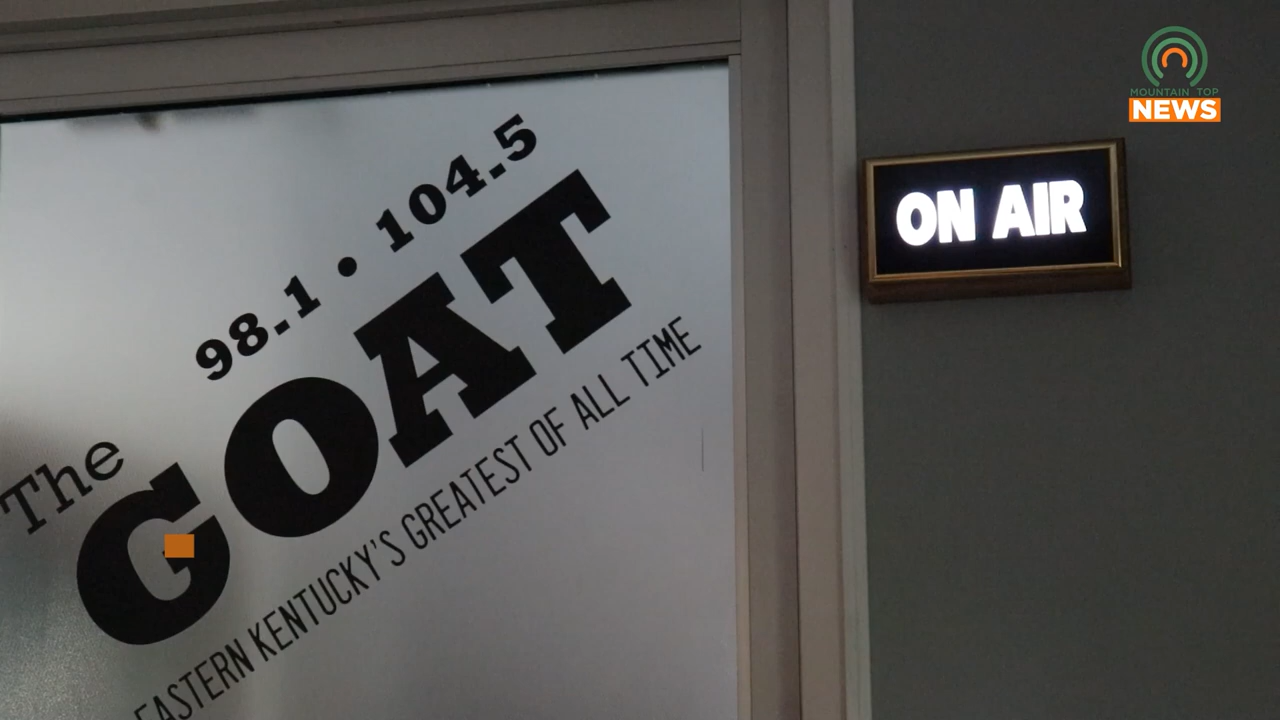 98.1 • 104.5
The
GOAT
EASTERN KENTUCKY'S GREATEST OF ALL TIME
ON AIR
MOUNTAIN TOP
NEWS